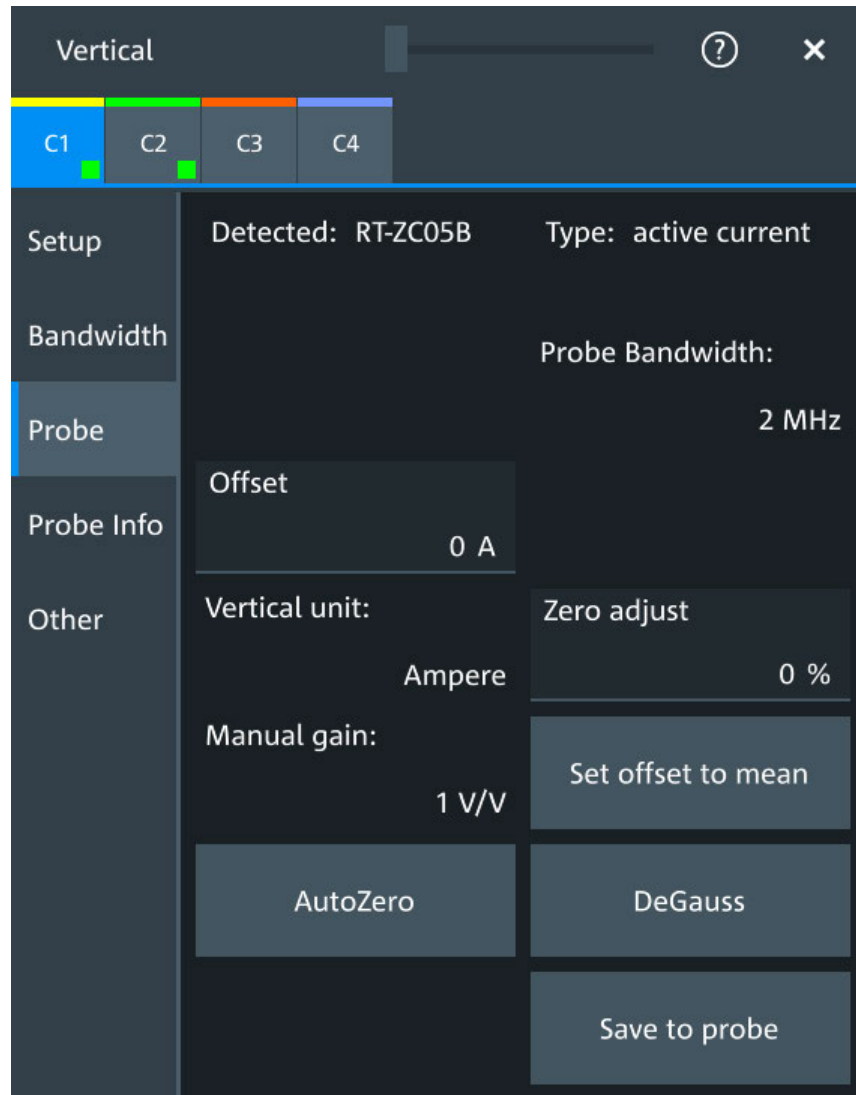 Vertical ? ×
C1 C2 C3 C4
Setup
Bandwidth
Probe
Probe Info
Other
Detected: RT-ZC05B Type: active current
Probe Bandwidth:
2 MHz
Offset
0 A
Vertical unit:
Ampere
Zero adjust
0 %
Manual gain:
1 V/V
Set offset to mean
AutoZero
DeGauss
Save to probe